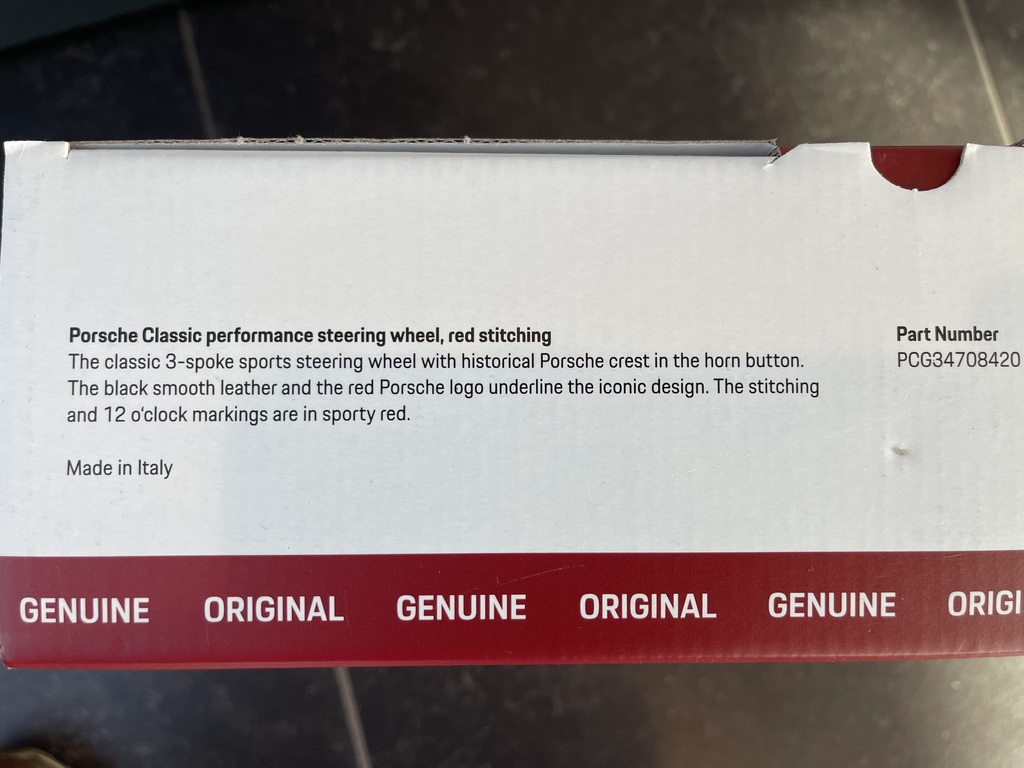 Porsche Classic performance steering wheel, red stitching
The classic 3-spoke sports steering wheel with historical Porsche crest in the horn button.
The black smooth leather and the red Porsche logo underline the iconic design. The stitching
and 12 o'clock markings are in sporty red.
Made in Italy
Part Number
PCG34708420
GENUINE ORIGINAL GENUINE ORIGINAL GENUINE ORIGI